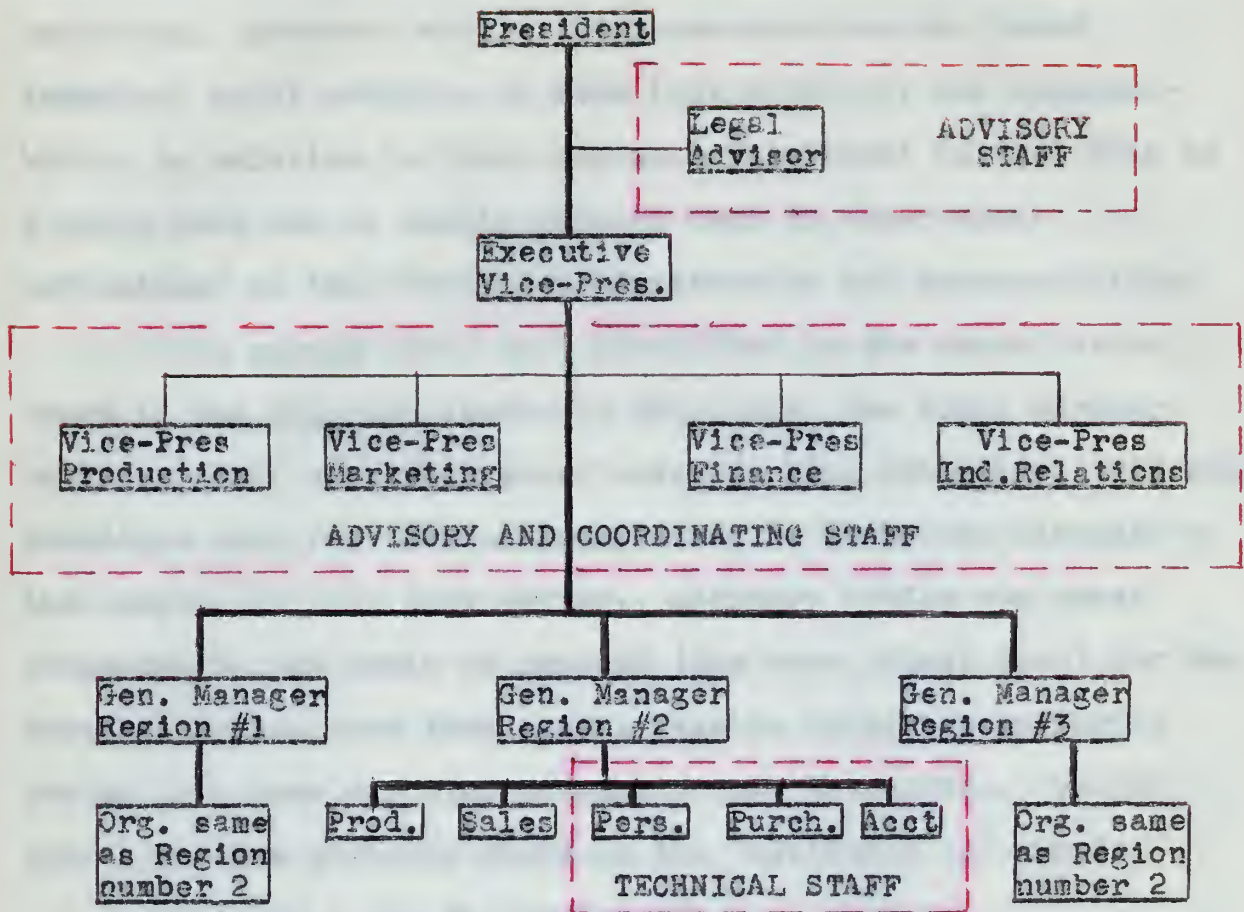 President
Legal
Advisor
ADVISORY
STAFF
Executive
Vice-Pres.
Vice-Pres
Production
Vice-Pres
Marketing
Vice-Pres
Finance
Vice-Pres
Ind.Relations
ADVISORY AND COORDINATING STAFF
Gen. Manager
Region #1
Gen. Manager
Region #2
Gen. Manager
Region #3
Org. same
as Region
number 2
Prod.
Sales
Pers.
Purch.
Acct
TECHNICAL STAFF
Org. same
as Region
number 2